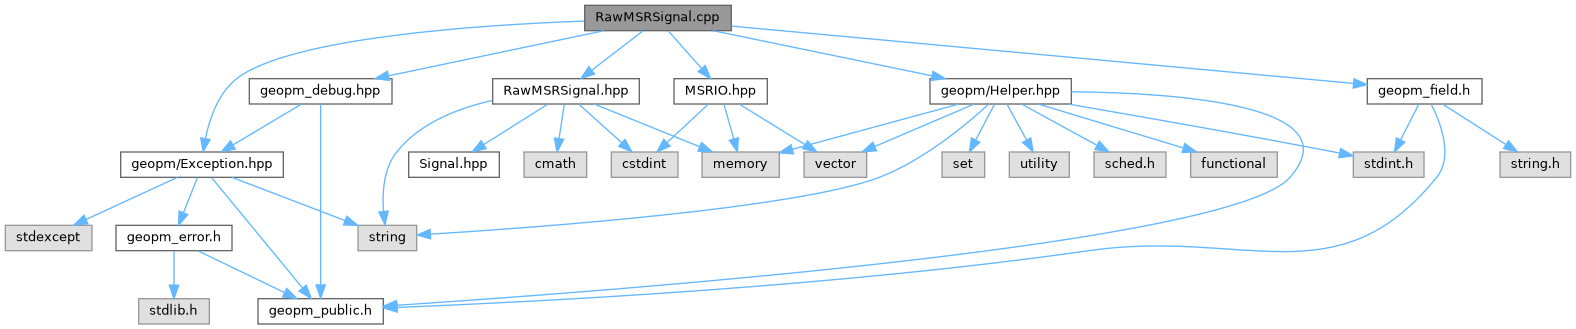 RawMSRSignal.cpp
geopm_debug.hpp
RawMSRSignal.hpp
MSRIO.hpp
geopm/Helper.hpp
geopm_field.h
geopm/Exception.hpp
Signal.hpp
cmath
cstdint
memory
vector
set
utility
sched.h
functional
stdint.h
string.h
stdexcept
geopm_error.h
string
stdlib.h
geopm_public.h